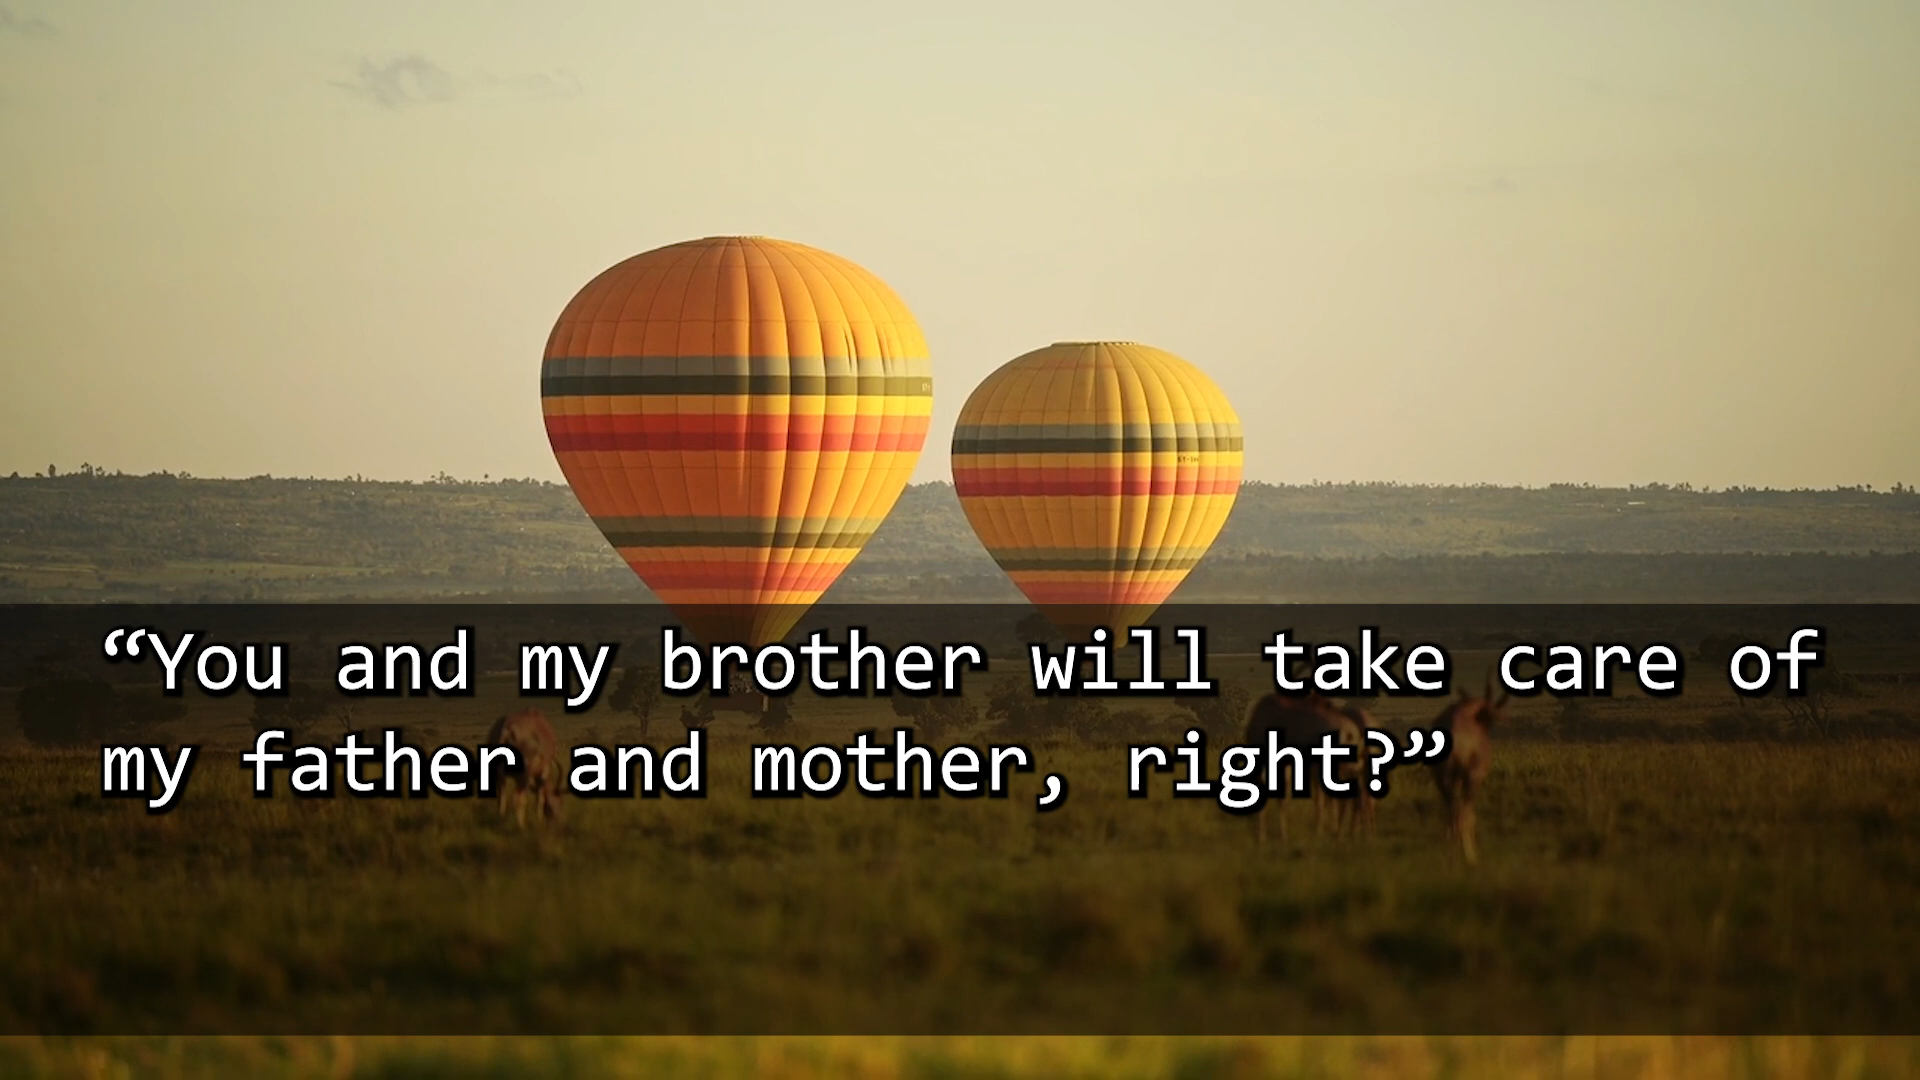 “You and my brother will take care of
my father and mother, right?”